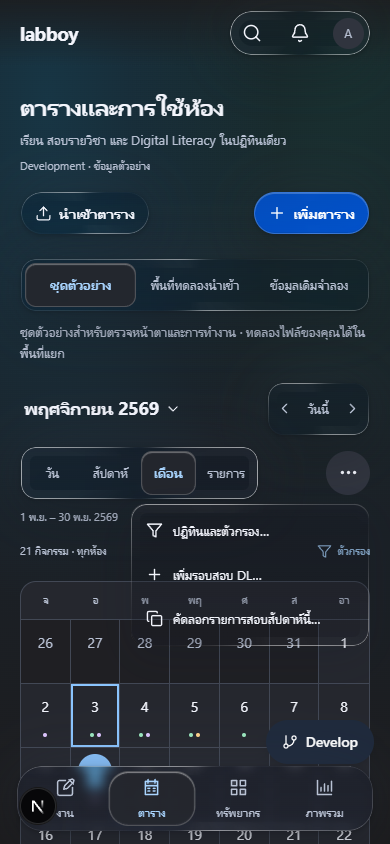 labboy
A
ตารางและการใช้ห้อง
เรียน สอบรายวิชา และ Digital Literacy ในปฏิทินเดียว
Development · ข้อมูลตัวอย่าง
นำเข้าตาราง
เพิ่มตาราง
ชุดตัวอย่าง พื้นที่ทดลองนำเข้า ข้อมูลเดิมจำลอง
ชุดตัวอย่างสำหรับตรวจหน้าตาและการทำงาน · ทดลองไฟล์ของคุณได้ใน
พื้นที่แยก
พฤศจิกายน 2569
วันนี้
วัน สัปดาห์ เดือน รายการ
1 พ.ย. – 30 พ.ย. 2569
ปฏิทินและตัวกรอง...
21 กิจกรรม · ทุกห้อง
ตัวกรอง
เพิ่มรอบสอบ DL...
จ อ พ พฤ ศ ส อา
คัดลอกรายการสอบสัปดาห์นี้...
26 27 28 29 30 31 1
2 3 4 5 6 7 8
Develop
N
งาน ตาราง ทรัพยากร ภาพรวม
16 17 18 19 20 21 22